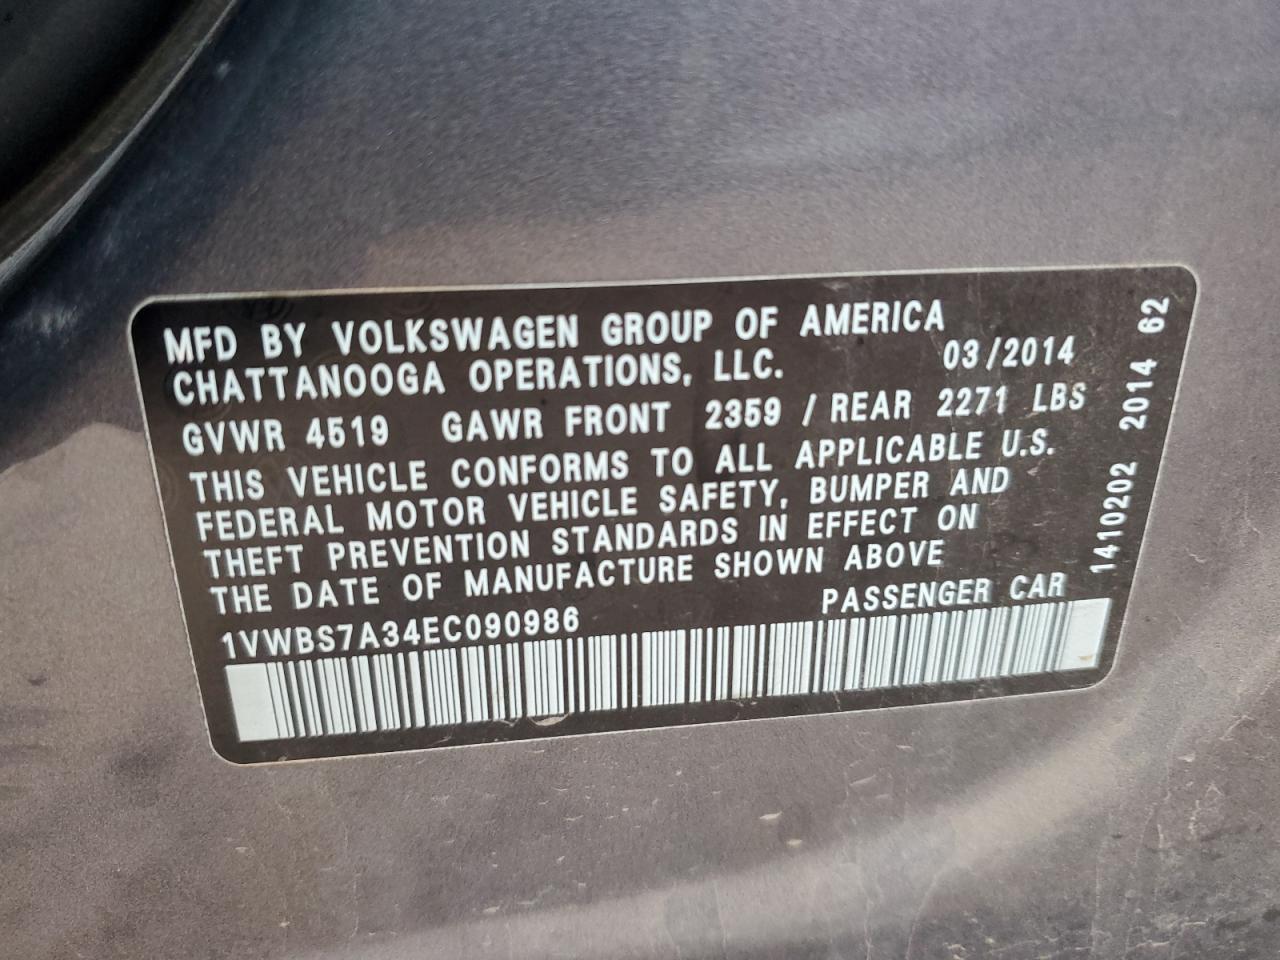 MFD BY VOLKSWAGEN GROUP OF AMERICA
CHATTANOOGA OPERATIONS, LLC. 03/2014
GVWR 4519 GAWR FRONT 2359 / REAR 2271 LBS
THIS VEHICLE CONFORMS TO ALL APPLICABLE U.S.
FEDERAL MOTOR VEHICLE SAFETY, BUMPER AND
THEFT PREVENTION STANDARDS IN EFFECT ON
THE DATE OF MANUFACTURE SHOWN ABOVE
1VWBS7A34EC090986 PASSENGER CAR
1410202 2014 62